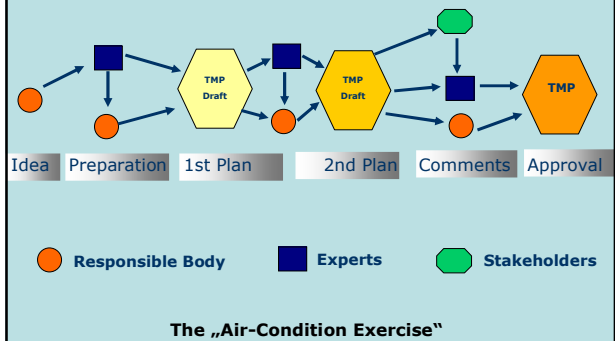 TMP
Draft
TMP
Draft
TMP
Idea
Preparation
1st Plan
2nd Plan
Comments
Approval
Responsible Body
Experts
Stakeholders
The „Air-Condition Exercise“